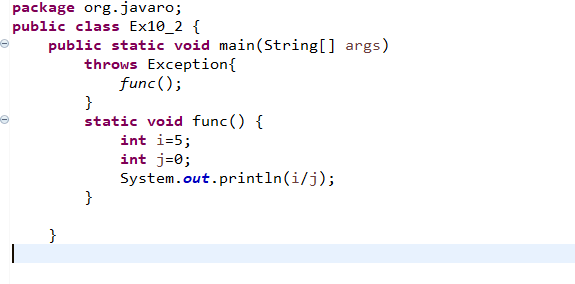 package org.javaro;
public class Ex10_2 {
    public static void main(String[] args)
        throws Exception{
            func();
        }
        static void func() {
            int i=5;
            int j=0;
            System.out.println(i/j);
        }

    }